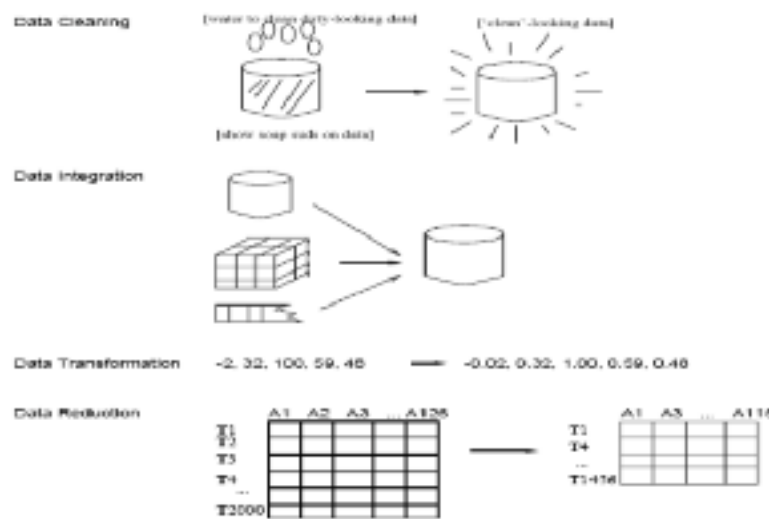 Data Cleaning
[water to clean dirty-looking data]
['clean'-looking data]
[show soap suds on data]
Data Integration
Data Transformation
-2, 32, 100, 59, 48
-0.02, 0.32, 1.00, 0.59, 0.48
Data Reduction
A1 A2 A3 ... A126
T1
T2
T3
T4
...
T2000
A1 A3 ...
T1
T4
...
T1456